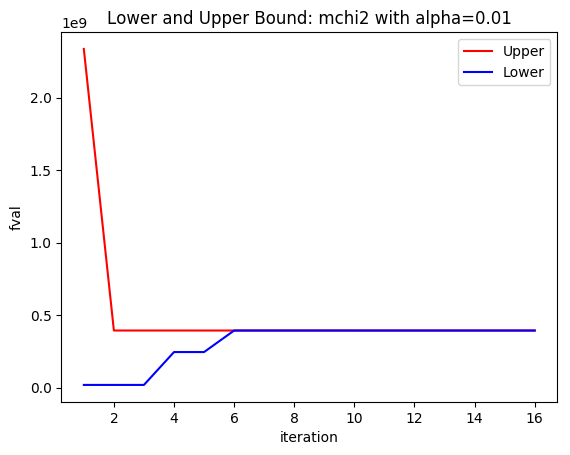 Lower and Upper Bound: mchi2 with alpha=0.01
1e9
Upper
Lower
2.0
1.5
1.0
0.5
0.0
fval
2 4 6 8 10 12 14 16
iteration